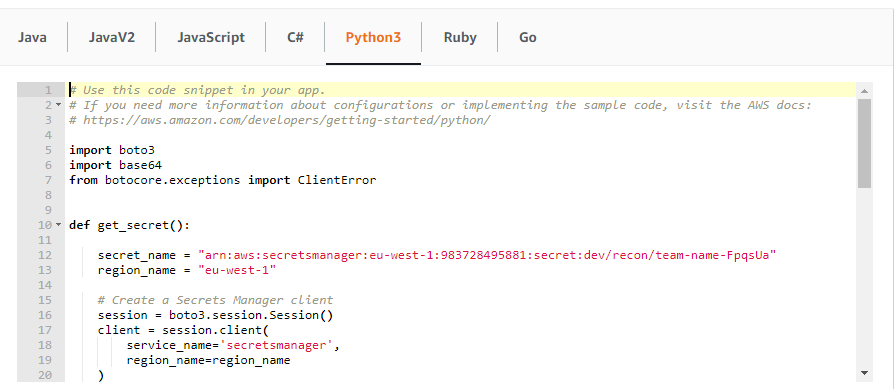 Java JavaV2 JavaScript C# Python3 Ruby Go
1 # Use this code snippet in your app.
2 # If you need more information about configurations or implementing the sample code, visit the AWS docs:
3 # https://aws.amazon.com/developers/getting-started/python/
4
5 import boto3
6 import base64
7 from botocore.exceptions import ClientError
8
9
10 def get_secret():
11
12 secret_name = "arn:aws:secretsmanager:eu-west-1:983728495881:secret:dev/recon/team-name-FpqsUa"
13 region_name = "eu-west-1"
14
15 # Create a Secrets Manager client
16 session = boto3.session.Session()
17 client = session.client(
18 service_name='secretsmanager',
19 region_name=region_name
20 )